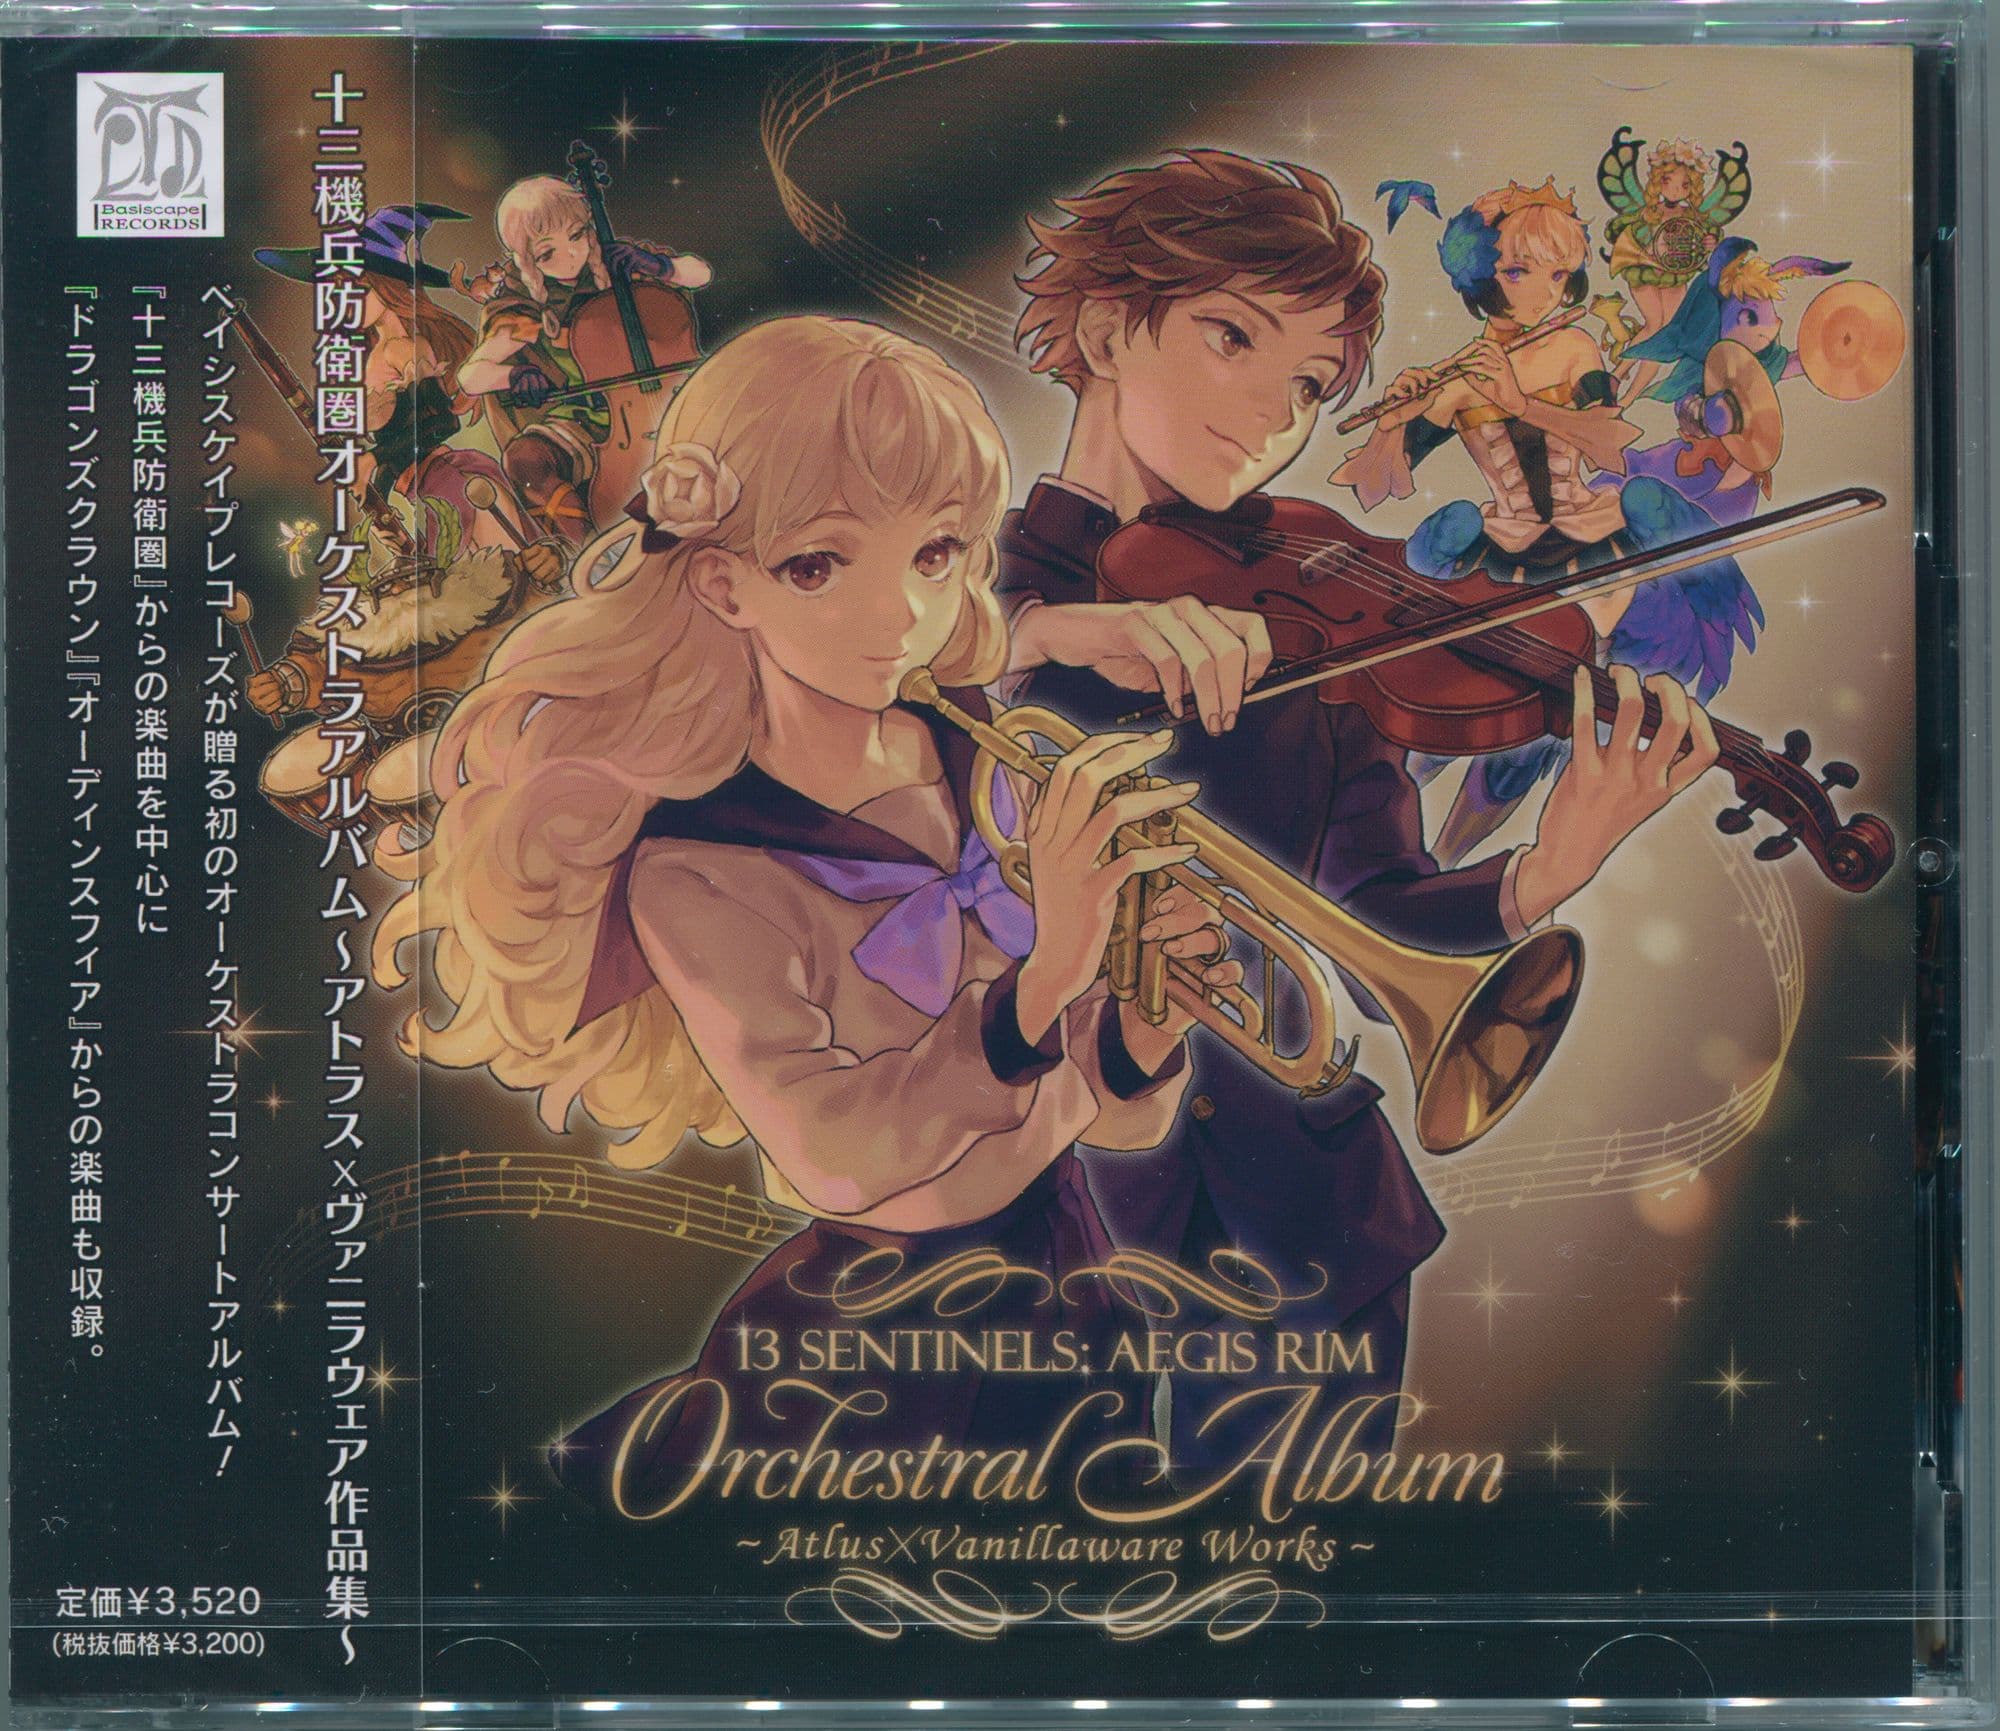 Basiscape
RECORDS
十三機兵防衛圏オーケストラアルバム～アトラス×ヴァニラウェア作品集～
ベイシスケイプレコーズが贈る初のオーケストラコンサートアルバム!
『十三機兵防衛圏』からの楽曲を中心に
『ドラゴンズクラウン』『オーディンスフィア』からの楽曲も収録。
定価¥3,520
(税抜価格¥3,200)
13 SENTINELS: AEGIS RIM
Orchestral Album
~Atlus×Vanillaware Works~